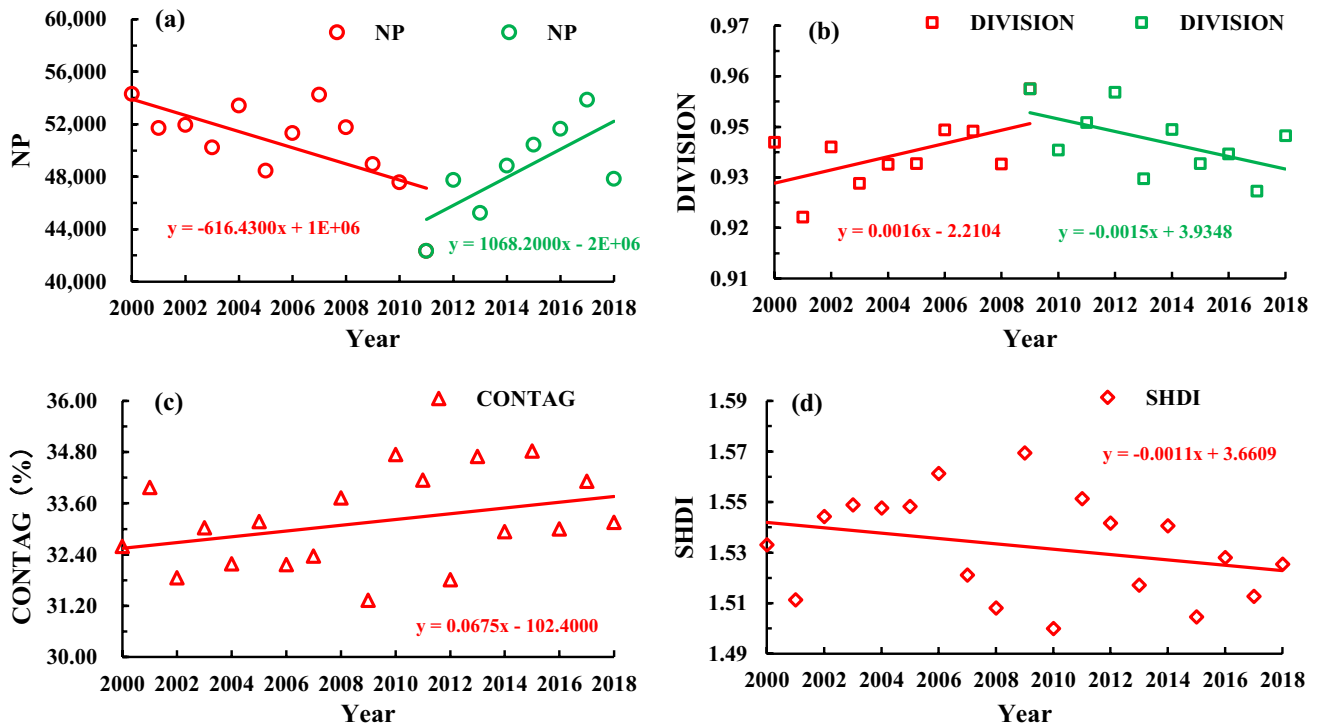 (a) NP NP
60,000
56,000
52,000
48,000
44,000
40,000
NP
y = -616.4300x + 1E+06
y = 1068.2000x - 2E+06
2000 2002 2004 2006 2008 2010 2012 2014 2016 2018
Year
(b) DIVISION DIVISION
0.97
0.96
0.95
0.93
0.92
0.91
DIVISION
y = 0.0016x - 2.2104
y = -0.0015x + 3.9348
2000 2002 2004 2006 2008 2010 2012 2014 2016 2018
Year
(c) CONTAG
36.00
34.80
33.60
32.40
31.20
30.00
CONTAG（%）
y = 0.0675x - 102.4000
2000 2002 2004 2006 2008 2010 2012 2014 2016 2018
Year
(d) SHDI
1.59
1.57
1.55
1.53
1.51
1.49
SHDI
y = -0.0011x + 3.6609
2000 2002 2004 2006 2008 2010 2012 2014 2016 2018
Year